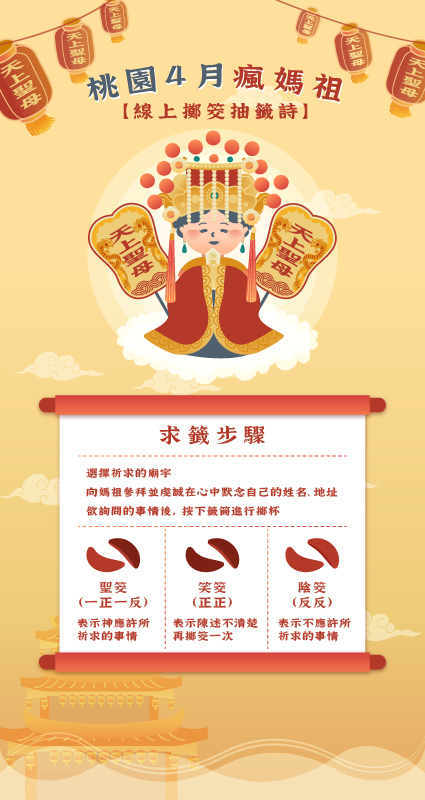 天上聖母
天上聖母
天上聖母
天上聖母
天上聖母
天上聖母
桃園4月瘋媽祖
【線上擲筊抽籤詩】
天上聖母
天上聖母
求籤步驟
選擇祈求的廟宇
向媽祖參拜並虔誠在心中默念自己的姓名、地址
欲詢問的事情後，按下籤筒進行擲杯
聖筊
(一正一反)
表示神應許所
祈求的事情
笑筊
(正正)
表示陳述不清楚
再擲筊一次
陰筊
(反反)
表示不應許所
祈求的事情